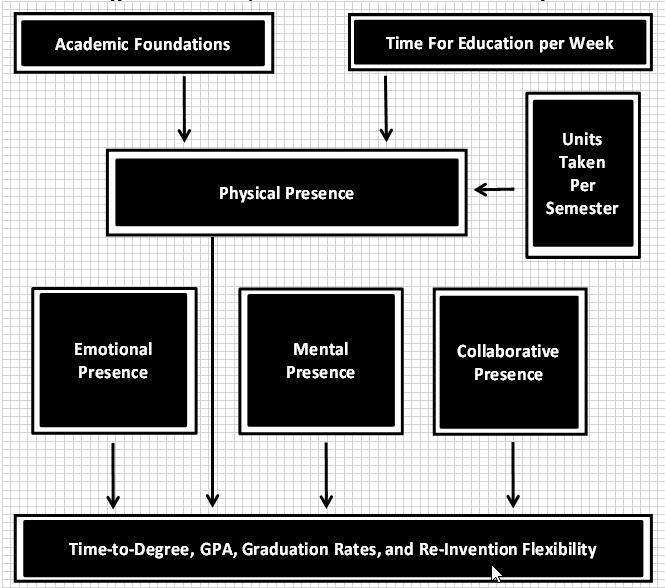 Academic Foundations
Time For Education per Week
Units
Taken
Per
Semester
Physical Presence
Emotional
Presence
Mental
Presence
Collaborative
Presence
Time-to-Degree, GPA, Graduation Rates, and Re-Invention Flexibility